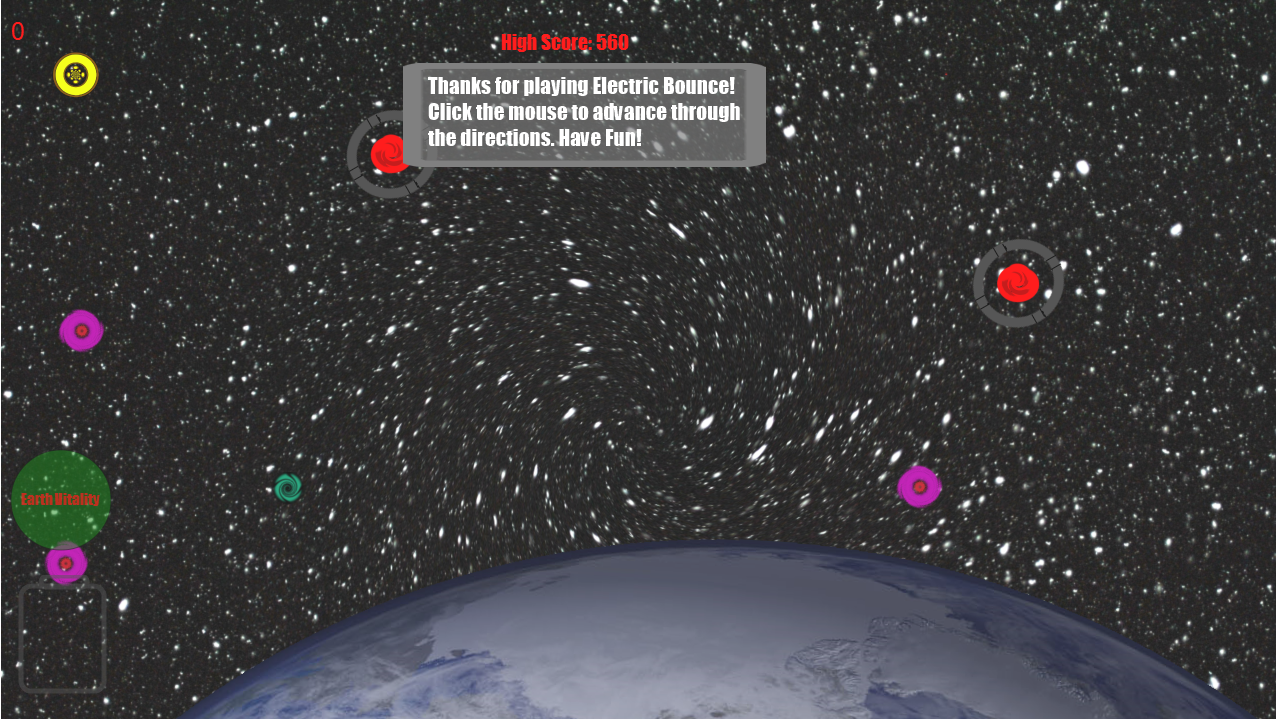 0
High Score: 560
Thanks for playing Electric Bounce!
Click the mouse to advance through
the directions. Have Fun!
Earth Vitality